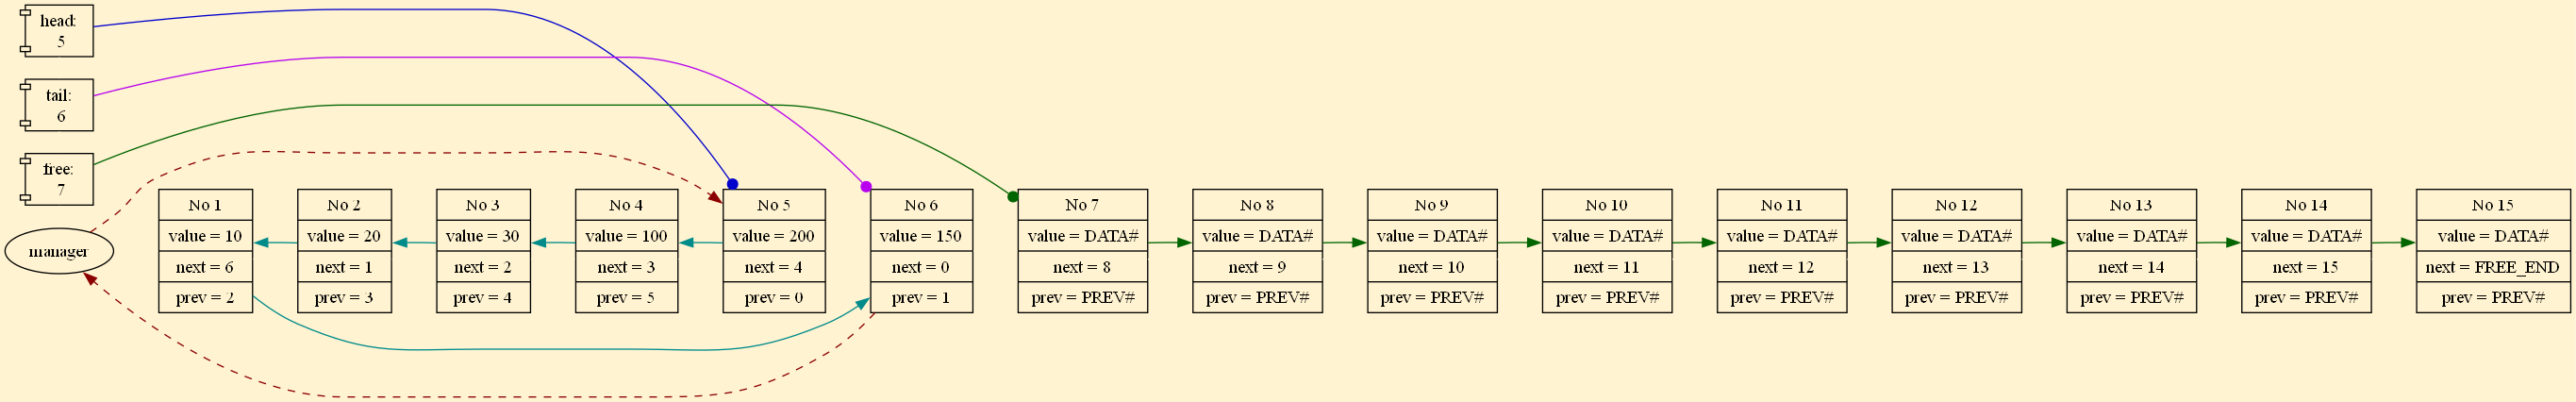 head:
5
tail:
6
free:
7
manager
No 1
value = 10
next = 6
prev = 2
No 2
value = 20
next = 1
prev = 3
No 3
value = 30
next = 2
prev = 4
No 4
value = 100
next = 3
prev = 5
No 5
value = 200
next = 4
prev = 0
No 6
value = 150
next = 0
prev = 1
No 7
value = DATA#
next = 8
prev = PREV#
No 8
value = DATA#
next = 9
prev = PREV#
No 9
value = DATA#
next = 10
prev = PREV#
No 10
value = DATA#
next = 11
prev = PREV#
No 11
value = DATA#
next = 12
prev = PREV#
No 12
value = DATA#
next = 13
prev = PREV#
No 13
value = DATA#
next = 14
prev = PREV#
No 14
value = DATA#
next = 15
prev = PREV#
No 15
value = DATA#
next = FREE_END
prev = PREV#